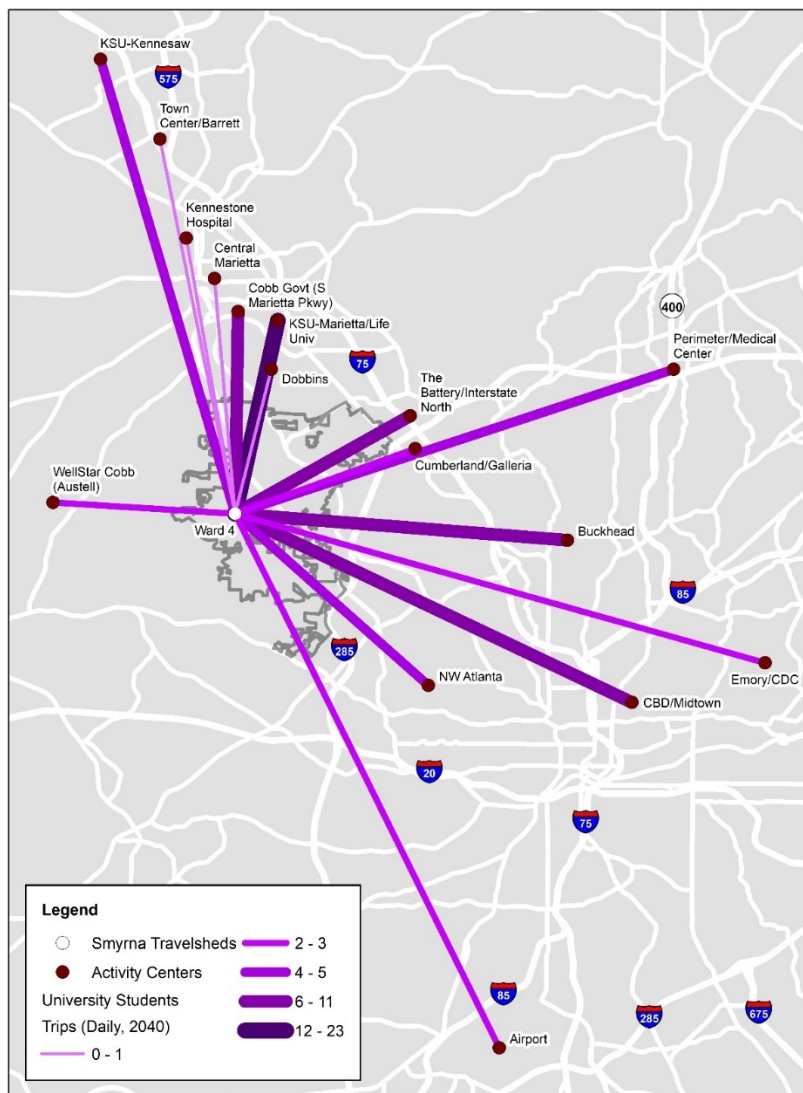 KSU-Kennesaw
575
Town
Center/Barrett
Kennestone
Hospital
Central
Marietta
Cobb Govt (S
Marietta Pkwy)
KSU-Marietta/Life
Univ
400
75
Perimeter/Medical
Center
Dobbins
The
Battery/Interstate
North
Cumberland/Galleria
WellStar Cobb
(Austell)
Ward 4
Buckhead
85
285
Emory/CDC
NW Atlanta
CBD/Midtown
20
75
Legend
Smyrna Travelsheds
Activity Centers
University Students
Trips (Daily, 2040)
0 - 1
2 - 3
4 - 5
6 - 11
12 - 23
85
285
675
Airport